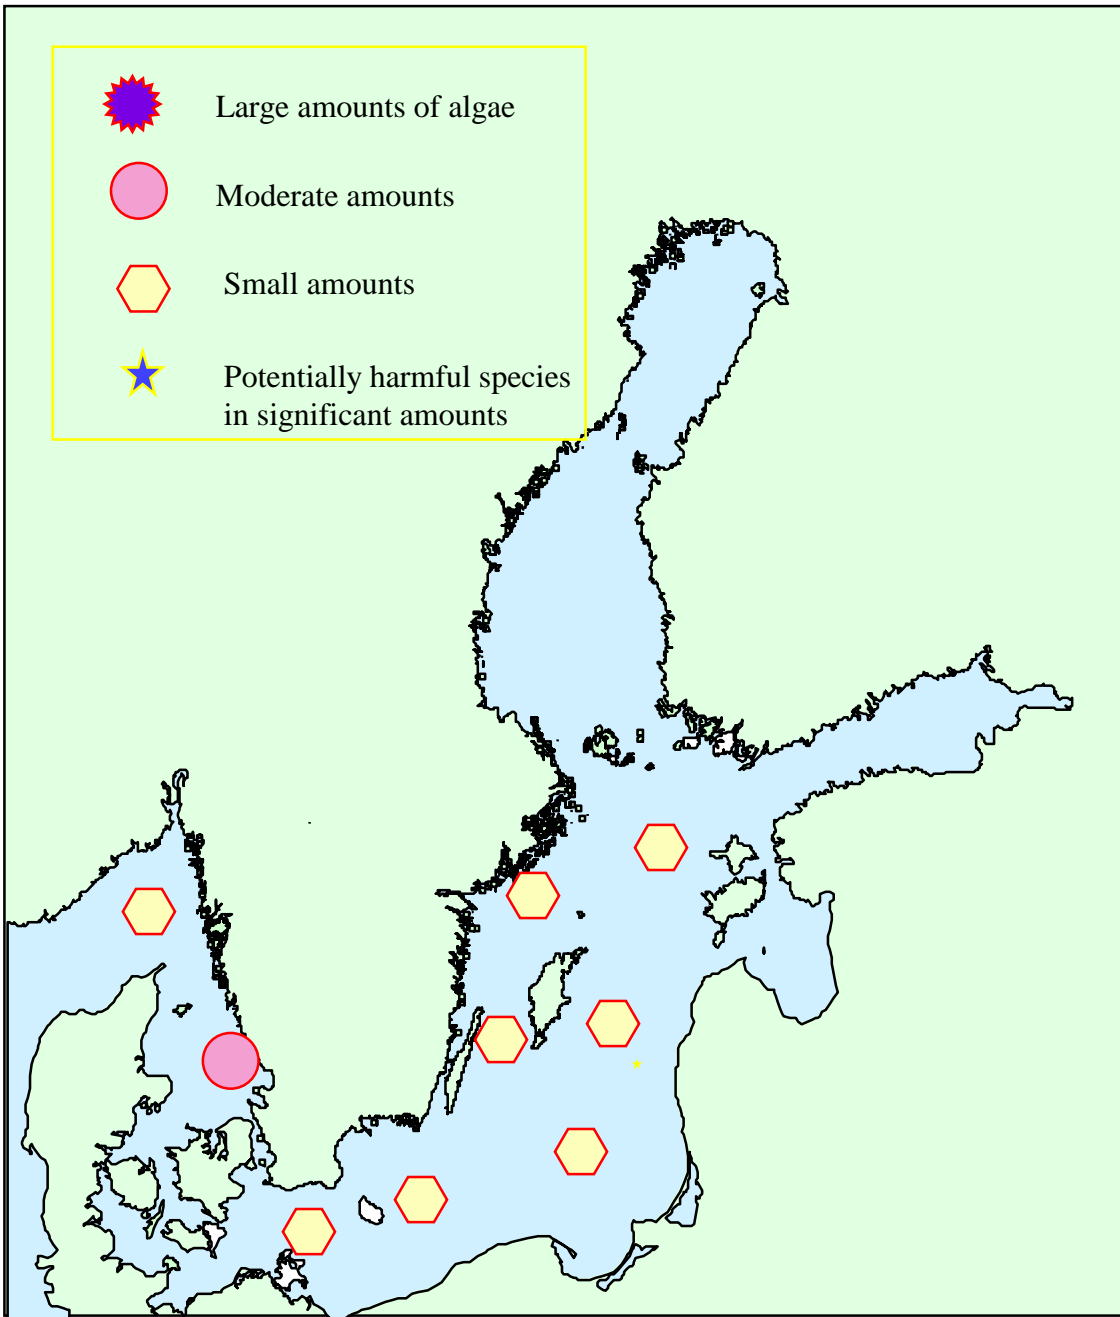 Large amounts of algae
Moderate amounts
Small amounts
Potentially harmful species
in significant amounts